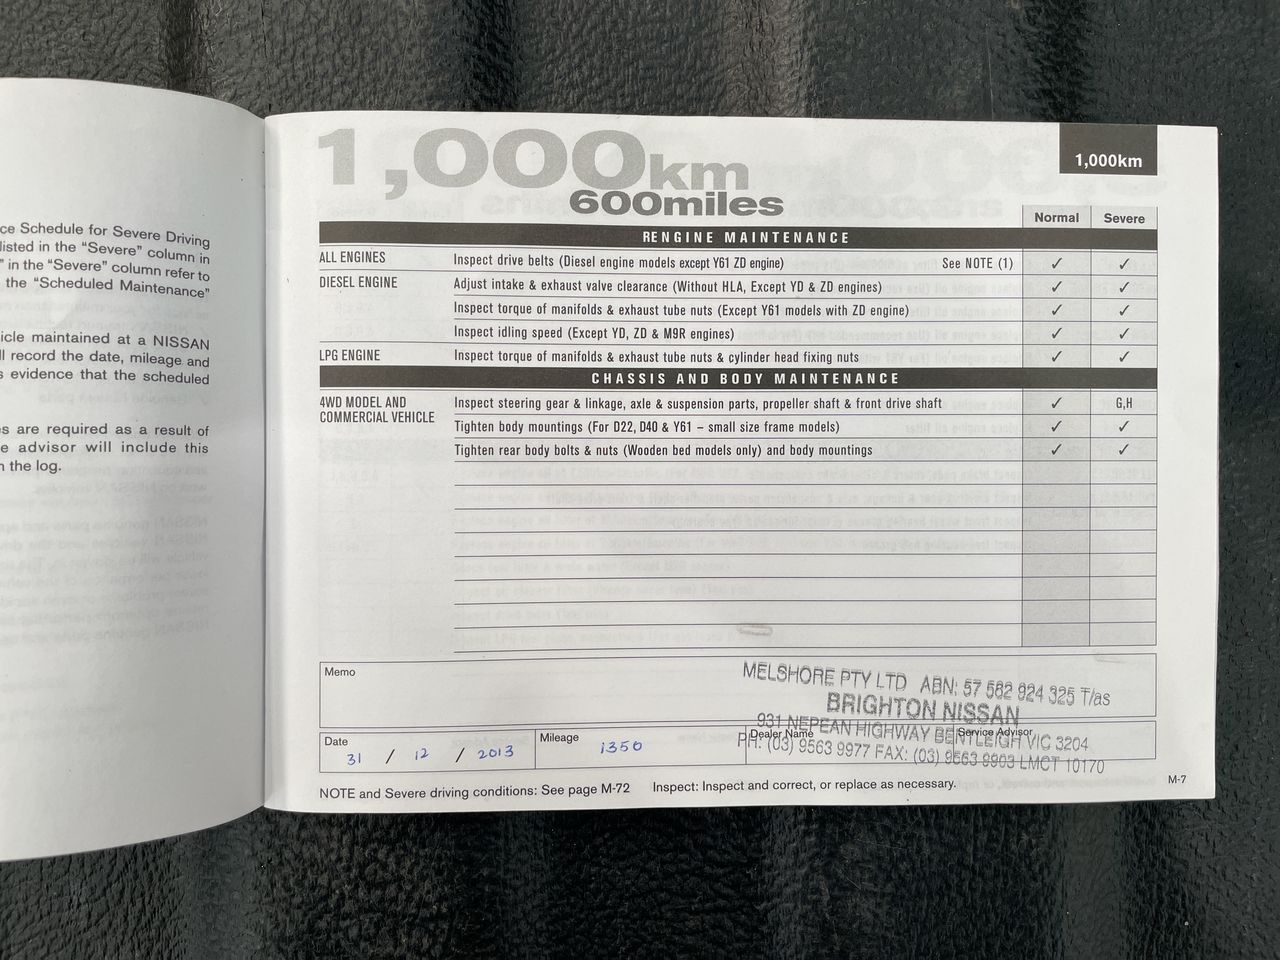 ce Schedule for Severe Driving
listed in the “Severe” column in
” in the “Severe” column refer to
the “Scheduled Maintenance”
icle maintained at a NISSAN
ll record the date, mileage and
s evidence that the scheduled
es are required as a result of
e advisor will include this
n the log.
1,000km
600miles
1,000km
Normal Severe
RENGINE MAINTENANCE
ALL ENGINES Inspect drive belts (Diesel engine models except Y61 ZD engine) See NOTE (1) ✓ ✓
DIESEL ENGINE Adjust intake & exhaust valve clearance (Without HLA, Except YD & ZD engines) ✓ ✓
Inspect torque of manifolds & exhaust tube nuts (Except Y61 models with ZD engine) ✓ ✓
Inspect idling speed (Except YD, ZD & M9R engines) ✓ ✓
LPG ENGINE Inspect torque of manifolds & exhaust tube nuts & cylinder head fixing nuts ✓ ✓
CHASSIS AND BODY MAINTENANCE
4WD MODEL AND Inspect steering gear & linkage, axle & suspension parts, propeller shaft & front drive shaft ✓ G,H
COMMERCIAL VEHICLE
Tighten body mountings (For D22, D40 & Y61 – small size frame models) ✓ ✓
Tighten rear body bolts & nuts (Wooden bed models only) and body mountings ✓ ✓
Memo
MELSHORE PTY LTD ABN: 57 582 924 325 T/as
BRIGHTON NISSAN
931 NEPEAN HIGHWAY BENTLEIGH VIC 3204
PH: (03) 9563 9977 FAX: (03) 9563 9903 LMCT 10170
Date
31 / 12 / 2013
Mileage 1350
Dealer Name
Service Advisor
NOTE and Severe driving conditions: See page M-72 Inspect: Inspect and correct, or replace as necessary.
M-7